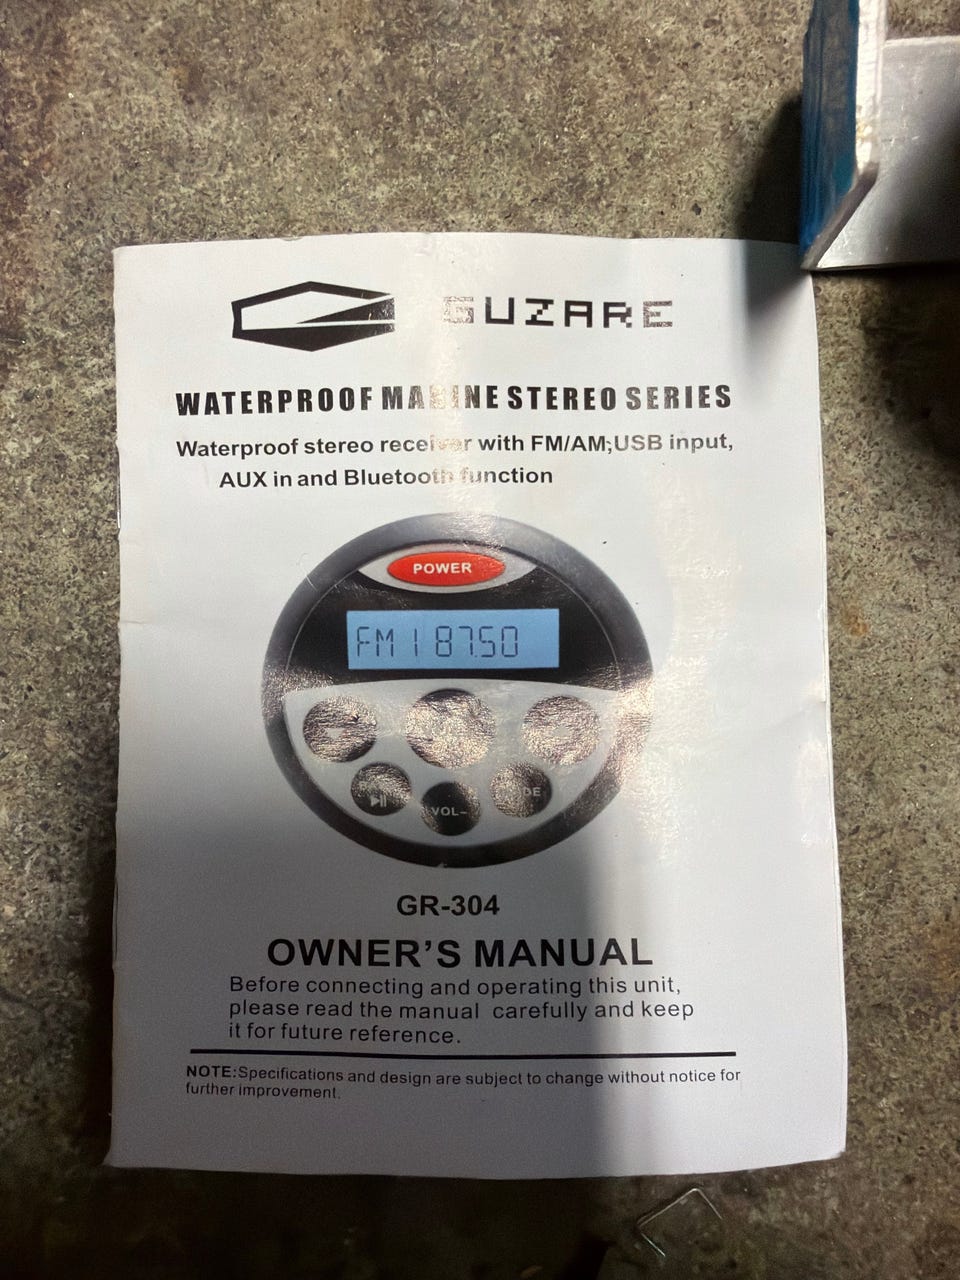 GUZARE
WATERPROOF MARINE STEREO SERIES
Waterproof stereo receiver with FM/AM;USB input,
AUX in and Bluetooth function
POWER
FM 1 87.50
VOL-
OWNER'S MANUAL
GR-304
Before connecting and operating this unit,
please read the manual carefully and keep
it for future reference.
NOTE:Specifications and design are subject to change without notice for
further improvement.